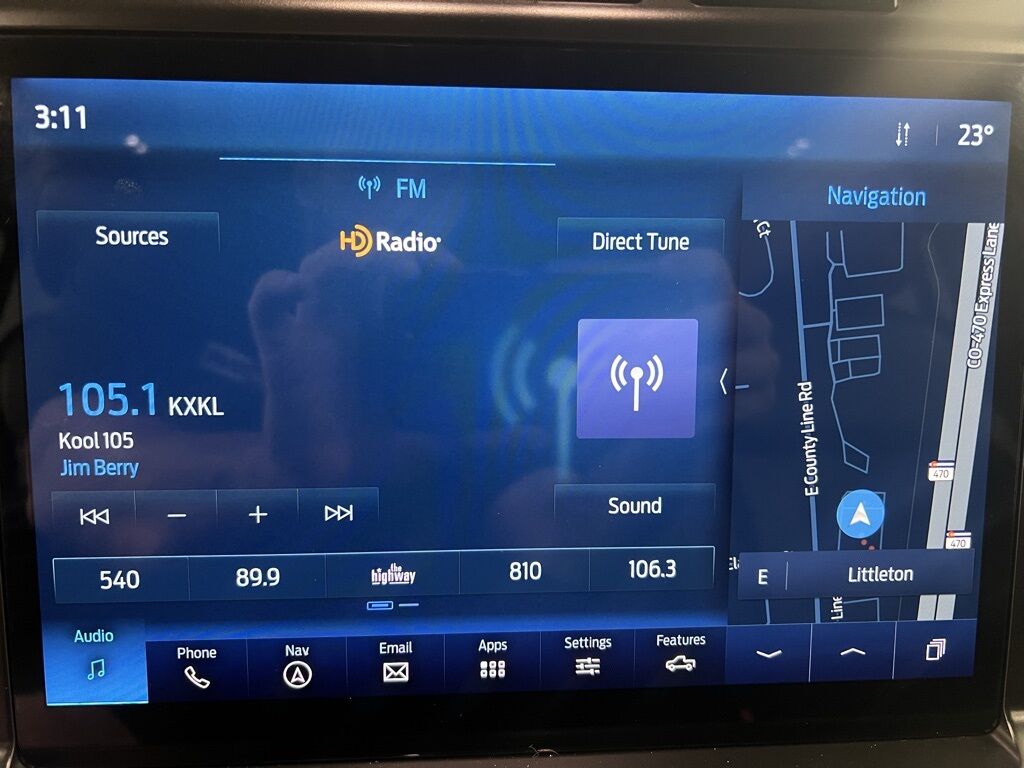 3:11
23°
FM
Navigation
Sources
HD Radio
Direct Tune
Ct
CO-470 Express Lane
105.1 KXKL
Kool 105
Jim Berry
E County Line Rd
470
Sound
470
540
89.9
the
highway
810
106.3
E
Littleton
Line
Audio
Phone
Nav
Email
Apps
Settings
Features